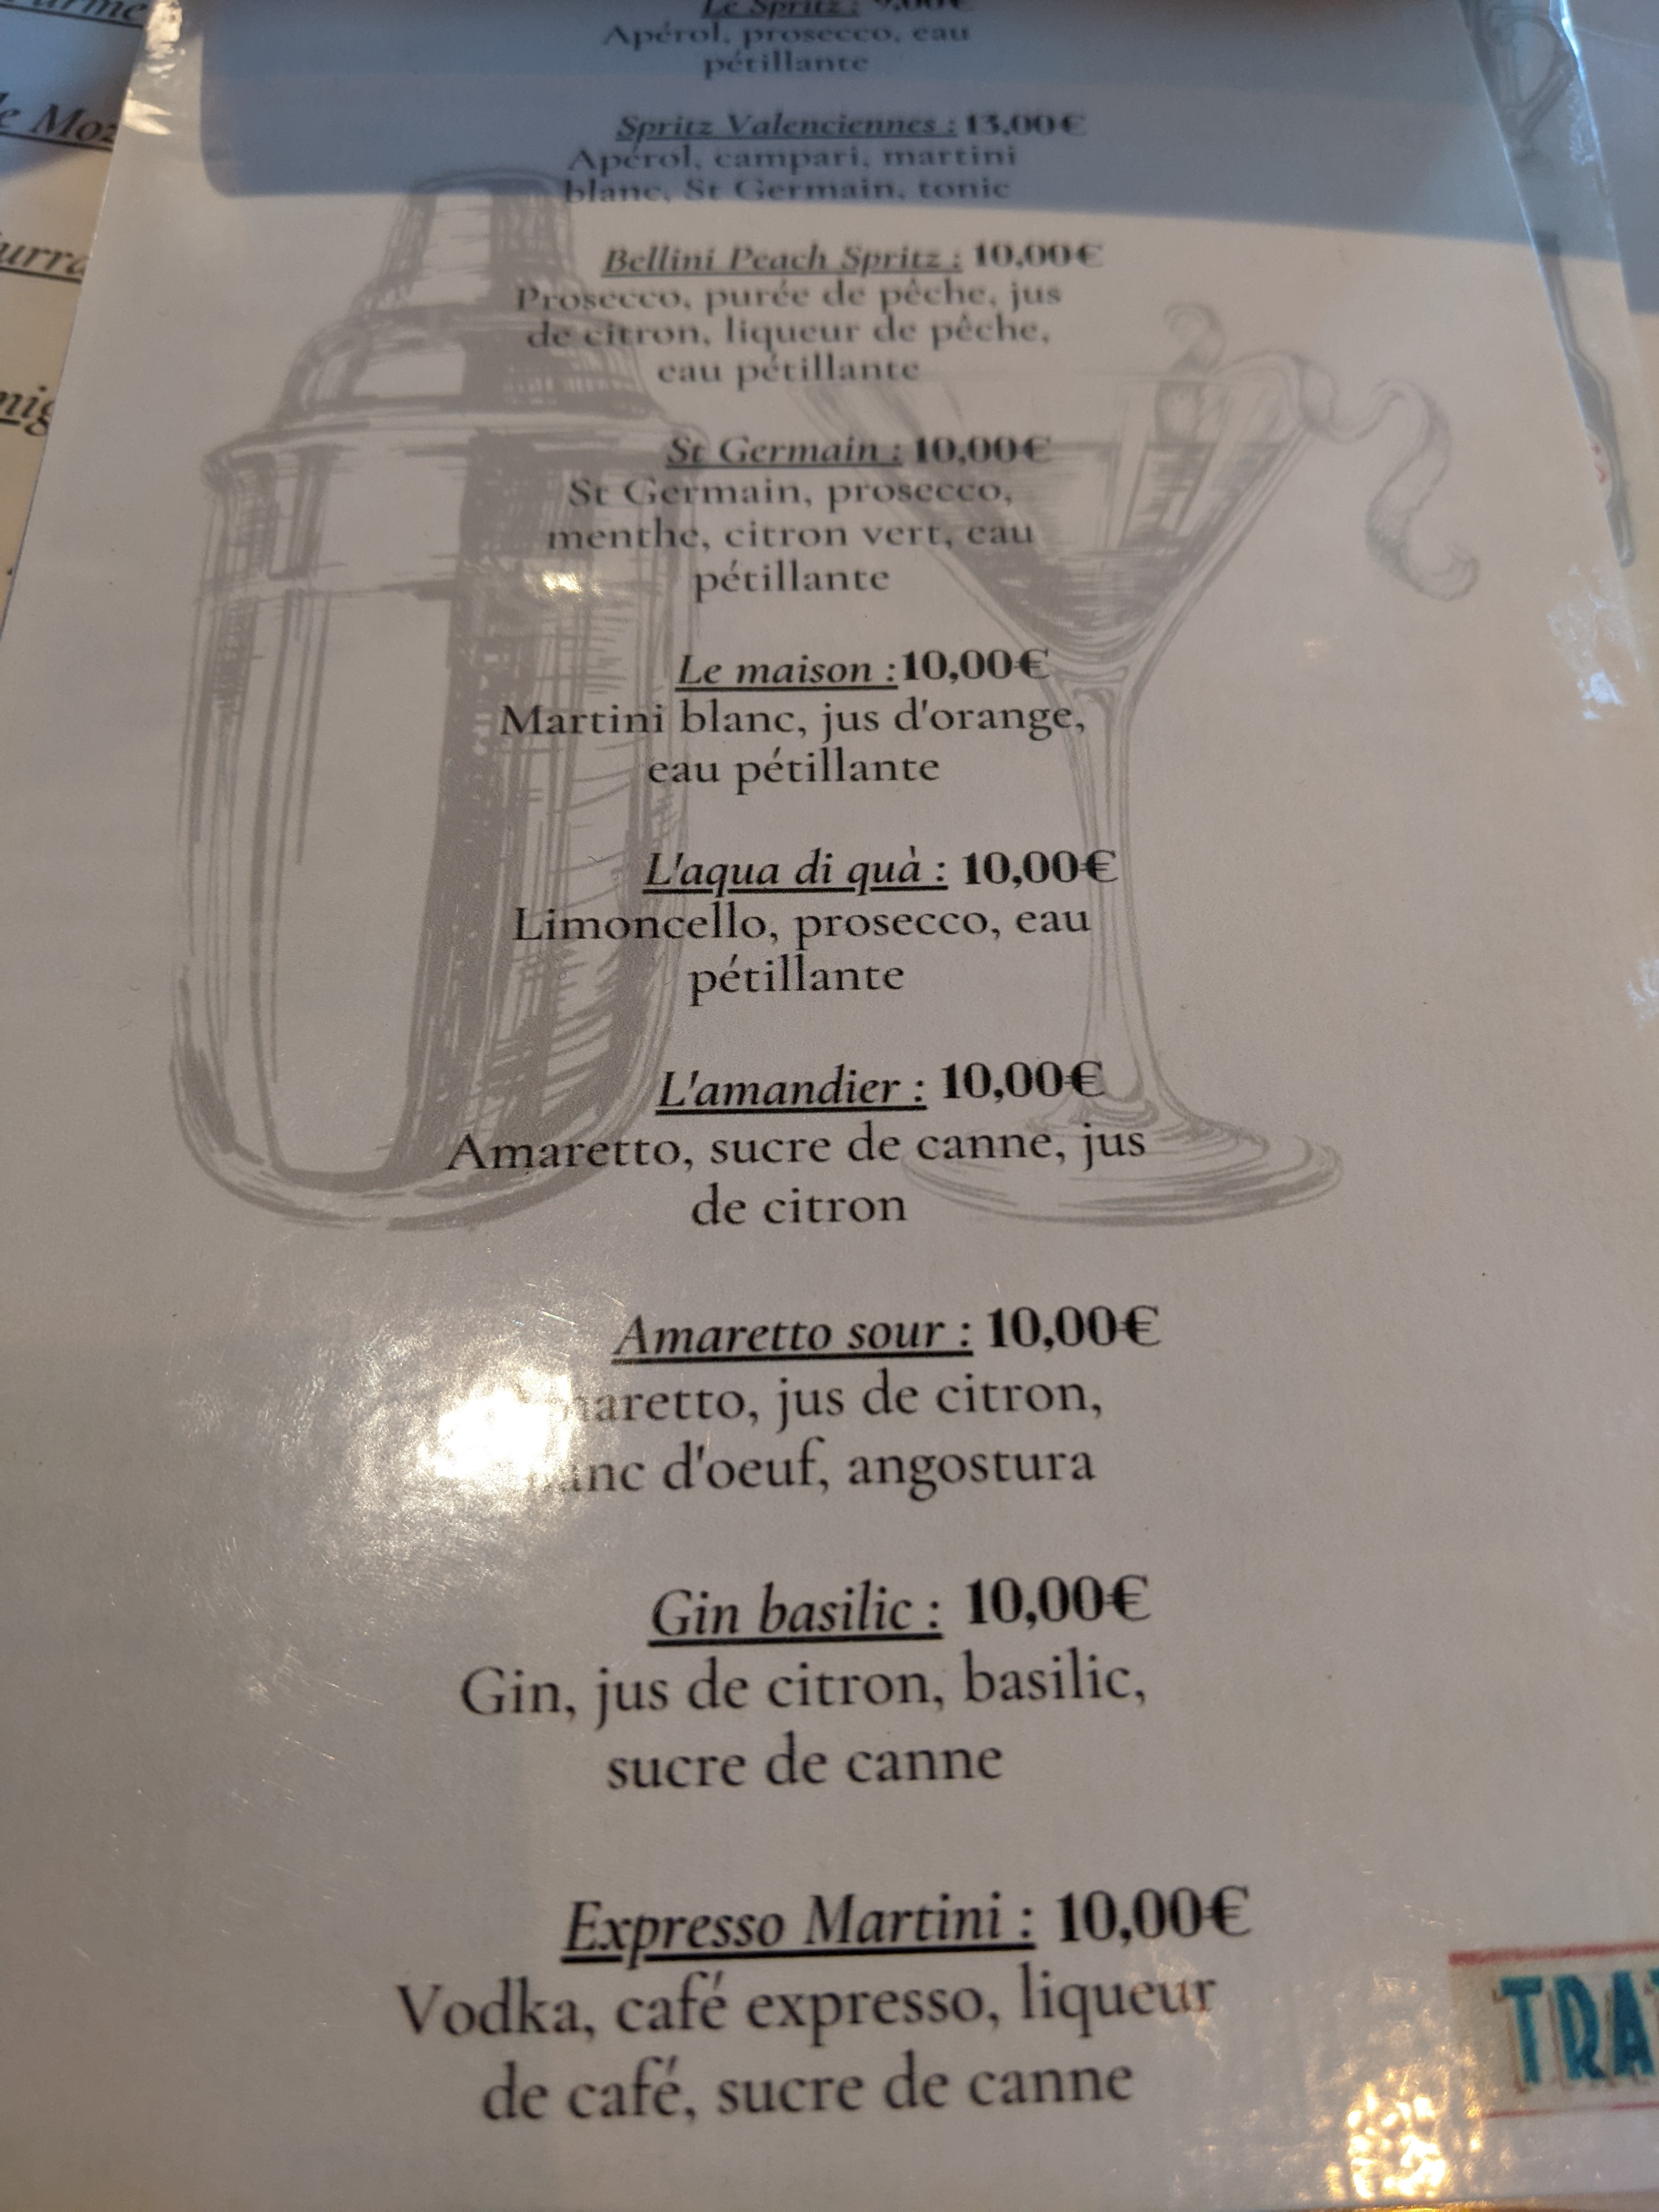 Le Spritz : 9,00€
Apérol, prosecco, eau
pétillante
Spritz Valenciennes : 13,00€
Apérol, campari, martini
blanc, St Germain, tonic
Bellini Peach Spritz : 10,00€
Prosecco, purée de pêche, jus
de citron, liqueur de pêche,
eau pétillante
St Germain : 10,00€
St Germain, prosecco,
menthe, citron vert, eau
pétillante
Le maison :10,00€
Martini blanc, jus d'orange,
eau pétillante
L'aqua di quà : 10,00€
Limoncello, prosecco, eau
pétillante
L'amandier : 10,00€
Amaretto, sucre de canne, jus
de citron
Amaretto sour : 10,00€
jus de citron,
d'oeuf, angostura
Gin basilic : 10,00€
Gin, jus de citron, basilic,
sucre de canne
Expresso Martini : 10,00€
Vodka, café expresso, liqueur
de café, sucre de canne